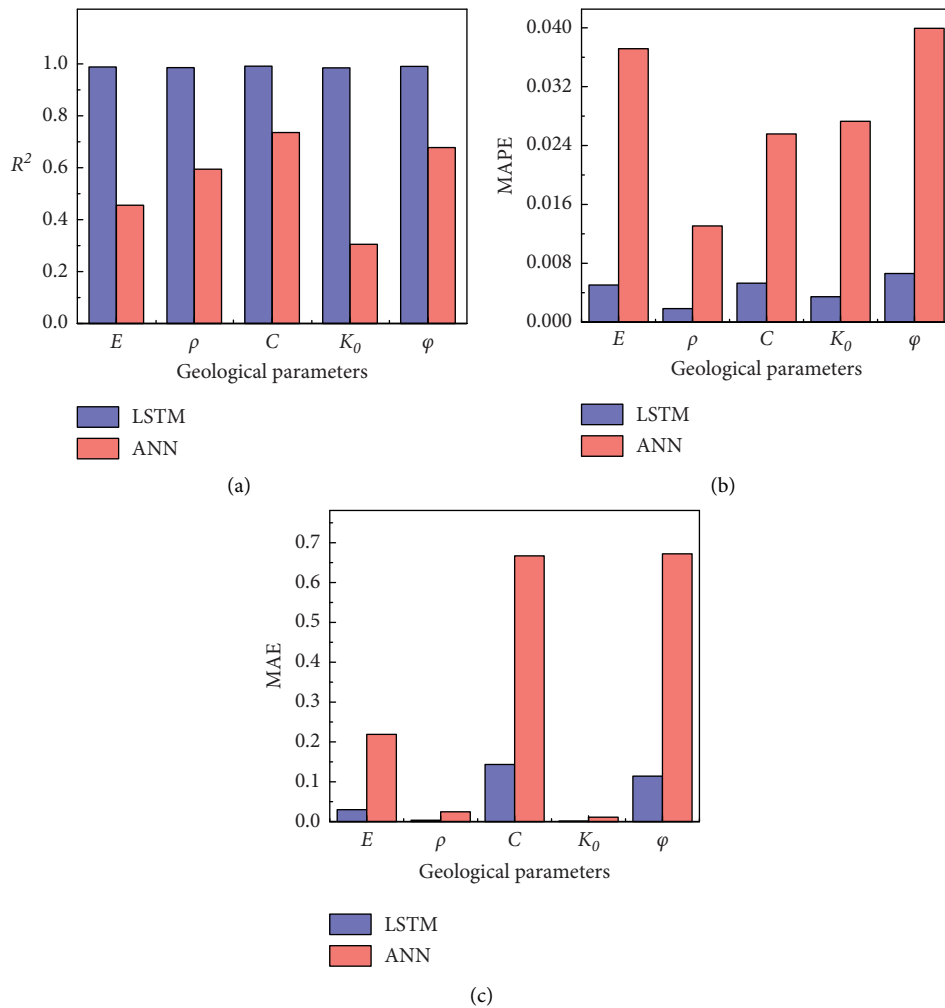 1.0
0.8
0.6
R²
0.4
0.2
0.0
E ρ C K₀ φ
Geological parameters
LSTM
ANN
(a)
0.040
0.032
0.024
MAPE
0.016
0.008
0.000
E ρ C K₀ φ
Geological parameters
LSTM
ANN
(b)
0.7
0.6
0.5
0.4
MAE
0.3
0.2
0.1
0.0
E ρ C K₀ φ
Geological parameters
LSTM
ANN
(c)